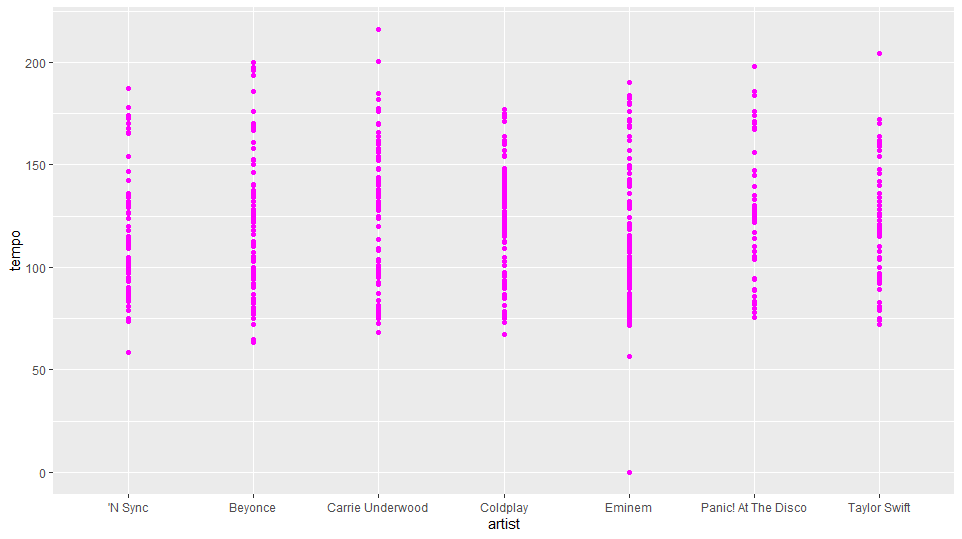 tempo
200
150
100
50
0
'N Sync Beyonce Carrie Underwood Coldplay Eminem Panic! At The Disco Taylor Swift
artist